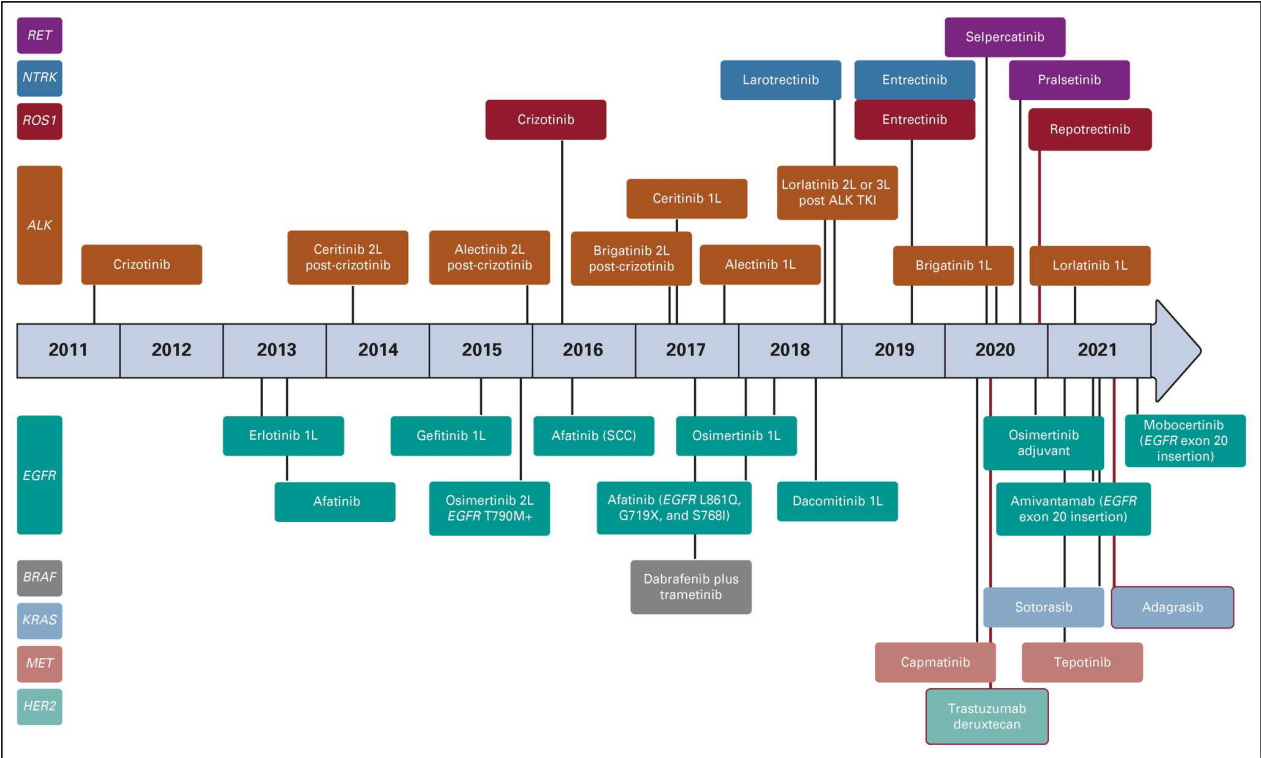 RET
Selpercatinib
NTRK
Larotrectinib
Entrectinib
Pralsetinib
ROS1
Crizotinib
Entrectinib
Repotrectinib
ALK
Ceritinib 1L
Lorlatinib 2L or 3L
post ALK TKI
Crizotinib
Ceritinib 2L
post-crizotinib
Alectinib 2L
post-crizotinib
Brigatinib 2L
post-crizotinib
Alectinib 1L
Brigatinib 1L
Lorlatinib 1L
2011
2012
2013
2014
2015
2016
2017
2018
2019
2020
2021
EGFR
Erlotinib 1L
Gefitinib 1L
Afatinib (SCC)
Osimertinib 1L
Osimertinib
adjuvant
Mobocertinib
(EGFR exon 20
insertion)
Afatinib
Osimertinib 2L
EGFR T790M+
Afatinib (EGFR L861Q,
G719X, and S768I)
Dacomitinib 1L
Amivantamab (EGFR
exon 20 insertion)
BRAF
Dabrafenib plus
trametinib
KRAS
Sotorasib
Adagrasib
MET
Capmatinib
Tepotinib
HER2
Trastuzumab
deruxtecan